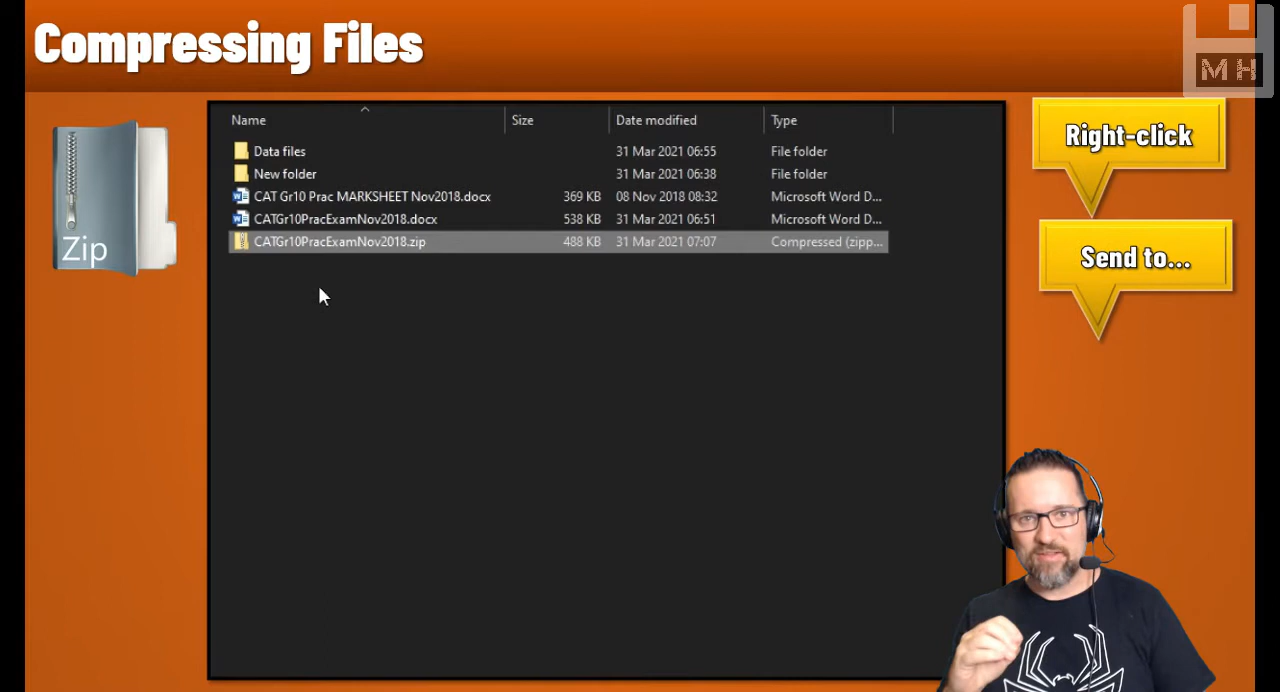 Compressing Files
MH
Name Size Date modified Type
Data files 31 Mar 2021 06:55 File folder
New folder 31 Mar 2021 06:38 File folder
CAT Gr10 Prac MARKSHEET Nov2018.docx 369 KB 08 Nov 2018 08:32 Microsoft Word D...
CATGr10PracExamNov2018.docx 538 KB 31 Mar 2021 06:51 Microsoft Word D...
CATGr10PracExamNov2018.zip 488 KB 31 Mar 2021 07:07 Compressed (zipp...
Zip
Right-click
Send to...